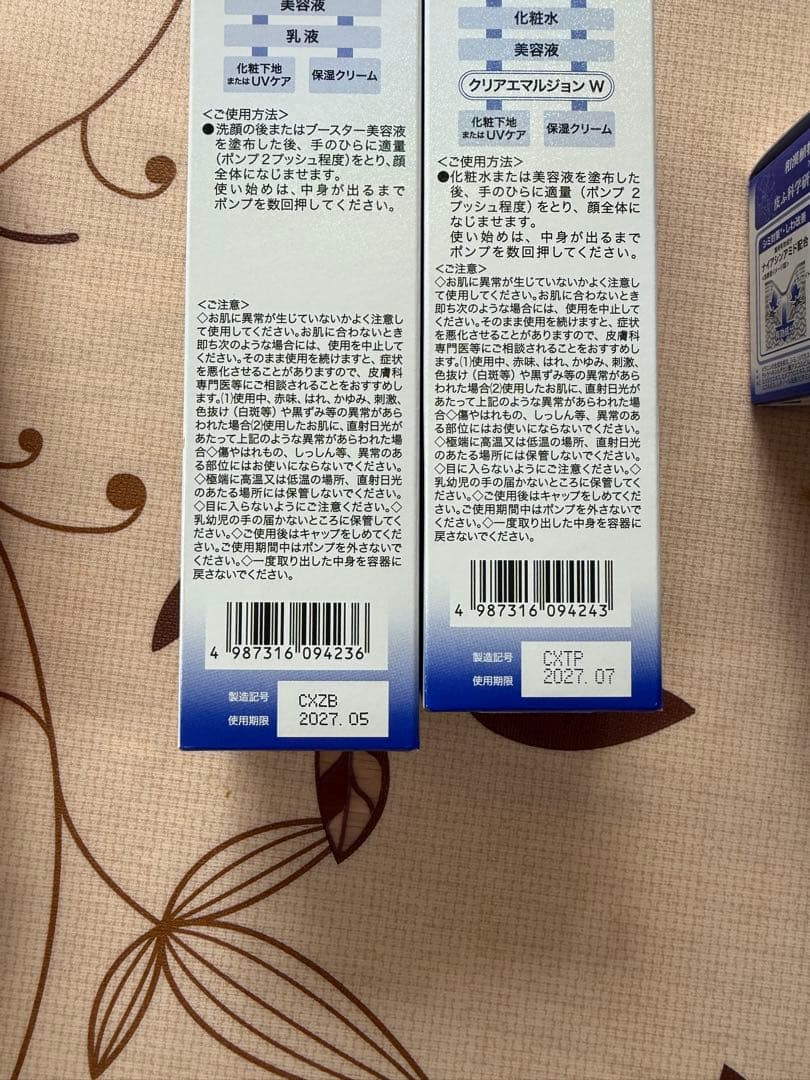 美容液
乳液
化粧下地
またはUVケア
保湿クリーム
＜ご使用方法＞
●洗顔の後またはブースター美容液
を塗布した後、手のひらに適量
（ポンプ２プッシュ程度）をとり、顔
全体になじませます。
使い始めは、中身が出るまで
ポンプを数回押してください。
＜ご注意＞
◇お肌に異常が生じていないかよく注意し
て使用してください。お肌に合わないとき
即ち次のような場合には、使用を中止して
ください。そのまま使用を続けますと、症状
を悪化させることがありますので、皮膚科
専門医等にご相談されることをおすすめし
ます。(1)使用中、赤味、はれ、かゆみ、刺激、
色抜け（白斑等）や黒ずみ等の異常があら
われた場合(2)使用したお肌に、直射日光が
あたって上記のような異常があらわれた場
合◇傷やはれもの、しっしん等、異常のあ
る部位にはお使いにならないでください。
◇極端に高温又は低温の場所、直射日光
のあたる場所には保管しないでください。
◇目に入らないようにご注意ください。◇
乳幼児の手の届かないところに保管してく
ださい。◇ご使用後はキャップをしめてくだ
さい。ご使用期間中はポンプを外さないで
ください。◇一度取り出した中身を容器に
戻さないでください。
4 987316 094236
製造記号
CXZB
使用期限
2027.05
化粧水
美容液
クリアエマルジョン W
化粧下地
またはUVケア
保湿クリーム
＜ご使用方法＞
●化粧水または美容液を塗布した
後、手のひらに適量（ポンプ ２
プッシュ程度）をとり、顔全体に
なじませます。
使い始めは、中身が出るまで
ポンプを数回押してください。
＜ご注意＞
◇お肌に異常が生じていないかよく注意し
て使用してください。お肌に合わないとき
即ち次のような場合には、使用を中止して
ください。そのまま使用を続けますと、症状
を悪化させることがありますので、皮膚科
専門医等にご相談されることをおすすめし
ます。(1)使用中、赤味、はれ、かゆみ、刺激、
色抜け（白斑等）や黒ずみ等の異常があら
われた場合(2)使用したお肌に、直射日光が
あたって上記のような異常があらわれた場
合◇傷やはれもの、しっしん等、異常のあ
る部位にはお使いにならないでください。
◇極端に高温又は低温の場所、直射日光
のあたる場所には保管しないでください。
◇目に入らないようにご注意ください。◇
乳幼児の手の届かないところに保管してく
ださい。◇ご使用後はキャップをしめてくだ
さい。ご使用期間中はポンプを外さないで
ください。◇一度取り出した中身を容器に
戻さないでください。
4 987316 094243
製造記号
CXTP
使用期限
2027.07
ナイアシンアミド配合